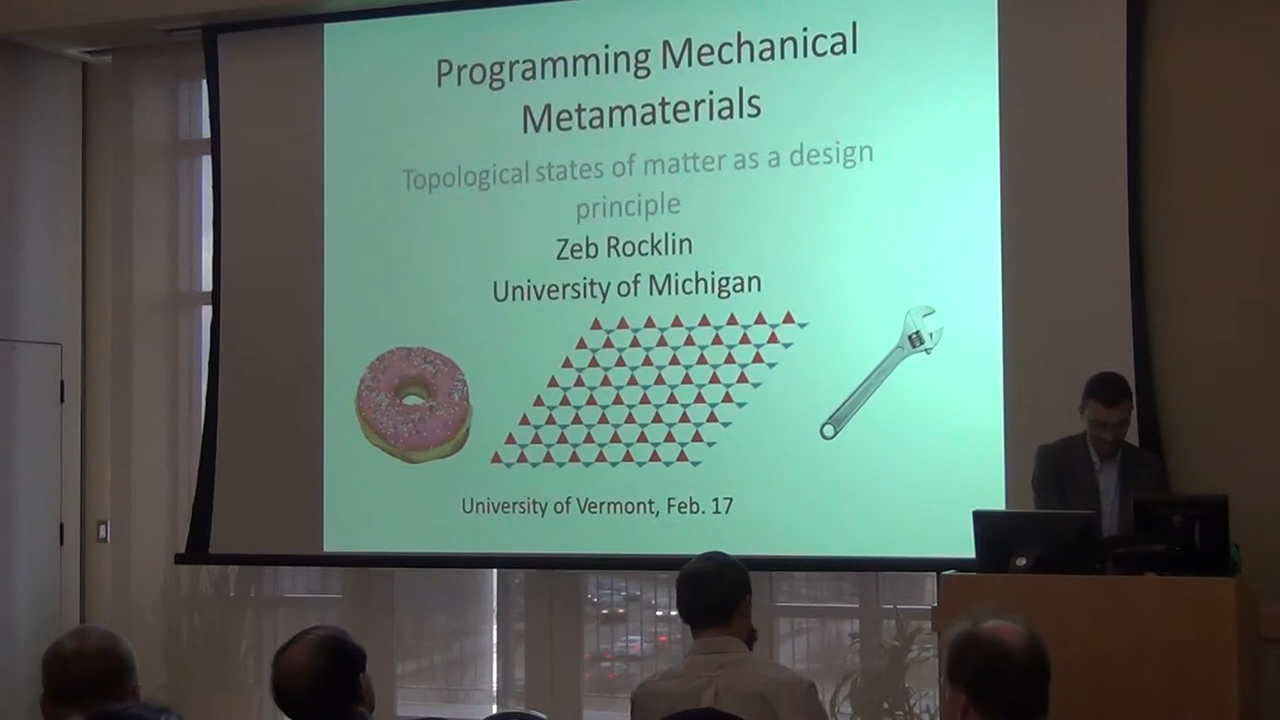 Programming Mechanical
Metamaterials
Topological states of matter as a design
principle
Zeb Rocklin
University of Michigan
University of Vermont, Feb. 17